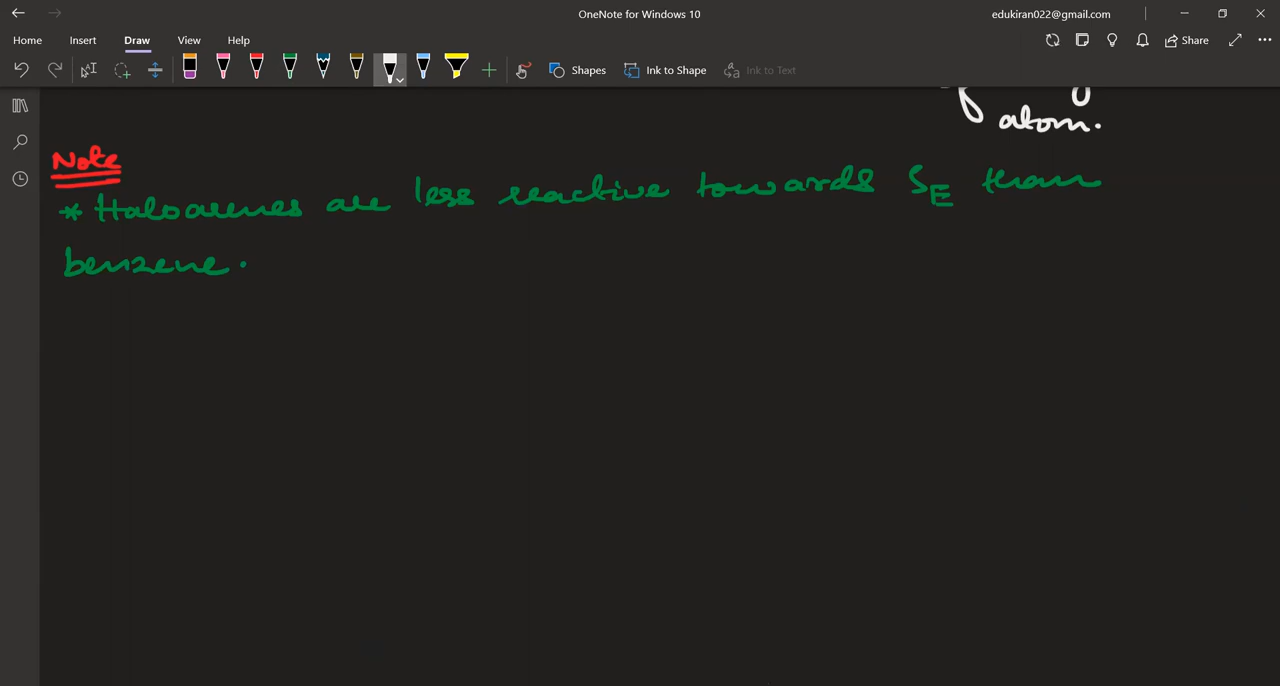 OneNote for Windows 10
edukiran022@gmail.com
Home Insert Draw View Help
Share
Shapes Ink to Shape Ink to Text
atom.
Note
* Haloarenes are less reactive towards SE than
benzene.